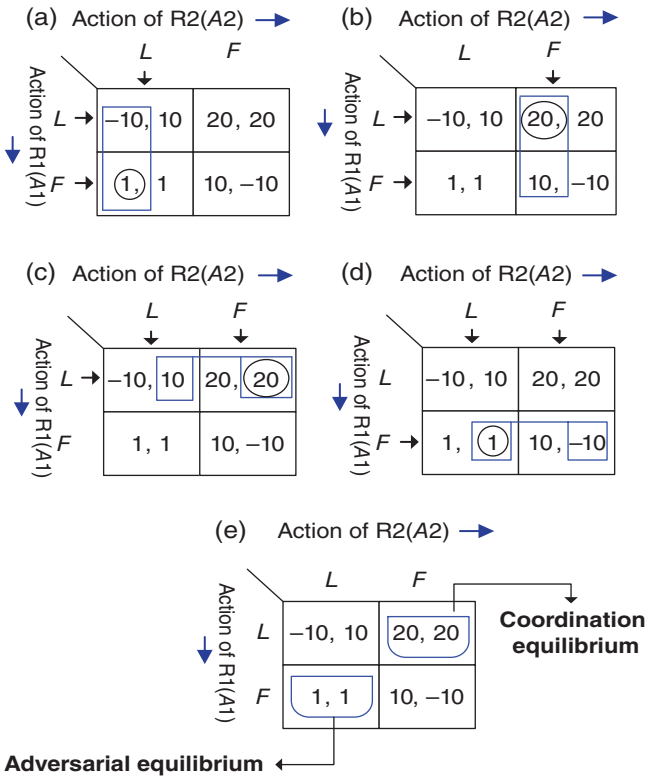 (a) Action of R2(A2)
L F
Action of R1(A1)
L −10, 10 20, 20
F 1, 1 10, −10
(b) Action of R2(A2)
L F
Action of R1(A1)
L −10, 10 20, 20
F 1, 1 10, −10
(c) Action of R2(A2)
L F
Action of R1(A1)
L −10, 10 20, 20
F 1, 1 10, −10
(d) Action of R2(A2)
L F
Action of R1(A1)
L −10, 10 20, 20
F 1, 1 10, −10
(e) Action of R2(A2)
L F
Action of R1(A1)
L −10, 10 20, 20
F 1, 1 10, −10
Coordination
equilibrium
Adversarial equilibrium